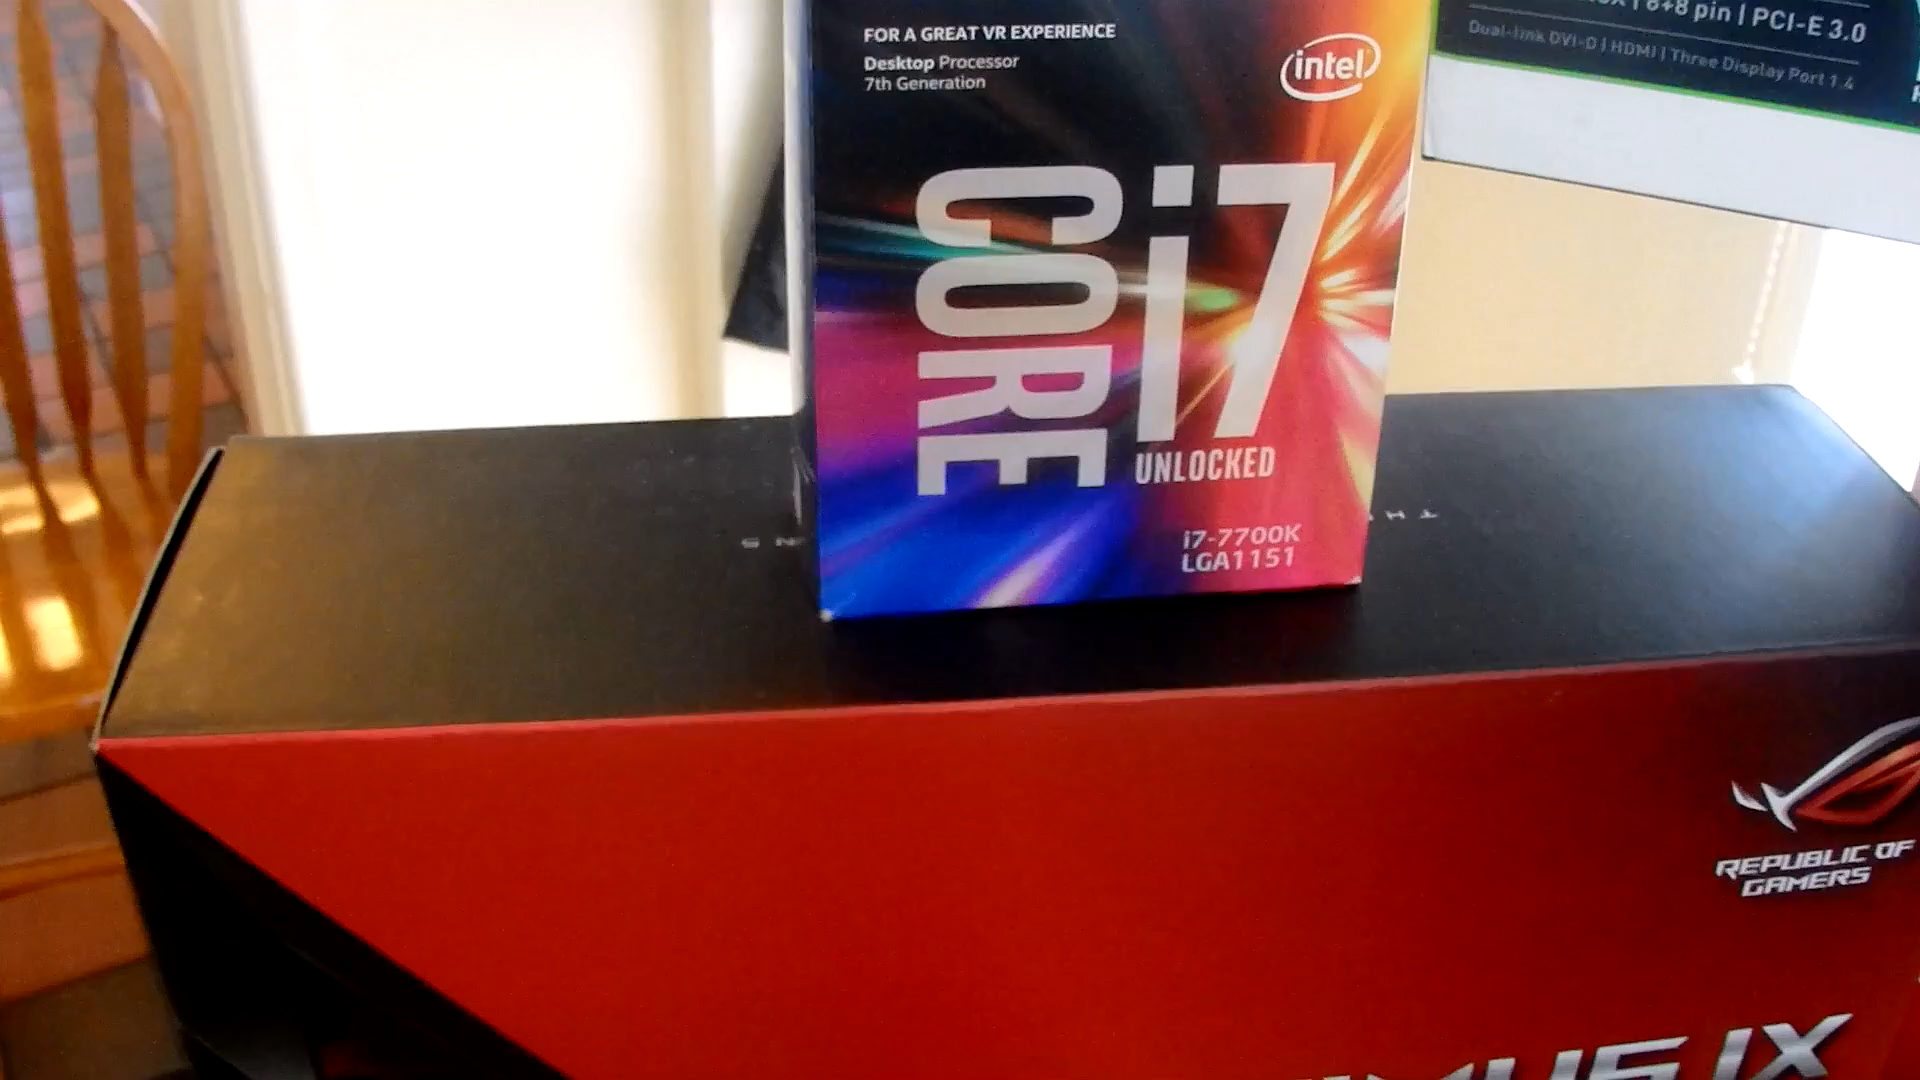 FOR A GREAT VR EXPERIENCE
Desktop Processor
7th Generation
intel
CORE i7
UNLOCKED
i7-7700K
LGA1151
8+8 pin | PCI-E 3.0
Dual-link DVI-D | HDMI | Three Display Port 1.4
REPUBLIC OF
GAMERS
IX